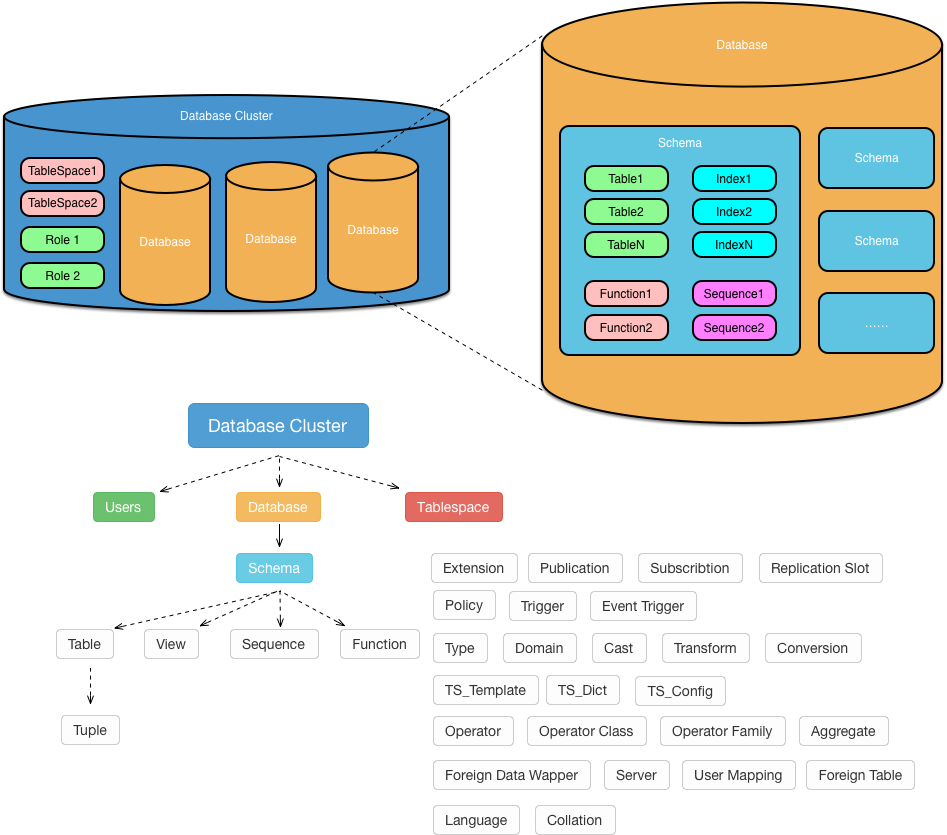 Database Cluster
TableSpace1
TableSpace2
Role 1
Role 2
Database
Database
Database
Database
Schema
Table1
Index1
Table2
Index2
TableN
IndexN
Function1
Sequence1
Function2
Sequence2
Schema
Schema
......
Database Cluster
Users
Database
Tablespace
Schema
Table
View
Sequence
Function
Tuple
Extension
Publication
Subscribtion
Replication Slot
Policy
Trigger
Event Trigger
Type
Domain
Cast
Transform
Conversion
TS_Template
TS_Dict
TS_Config
Operator
Operator Class
Operator Family
Aggregate
Foreign Data Wapper
Server
User Mapping
Foreign Table
Language
Collation